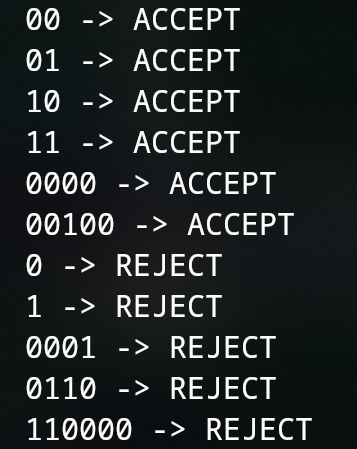 00 -> ACCEPT
01 -> ACCEPT
10 -> ACCEPT
11 -> ACCEPT
0000 -> ACCEPT
00100 -> ACCEPT
0 -> REJECT
1 -> REJECT
0001 -> REJECT
0110 -> REJECT
110000 -> REJECT